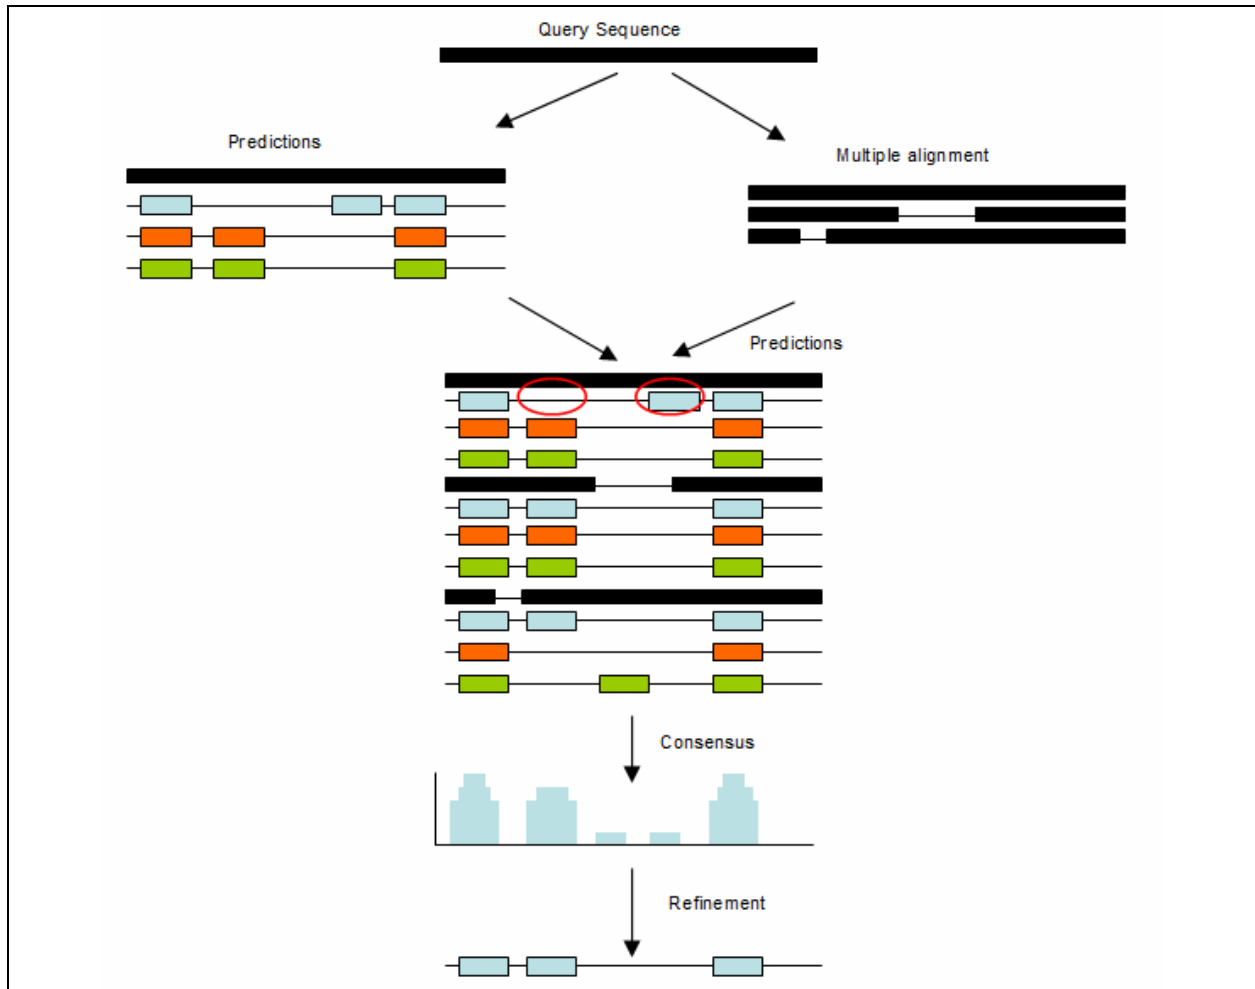 Query Sequence
Predictions
Multiple alignment
Predictions
Consensus
Refinement